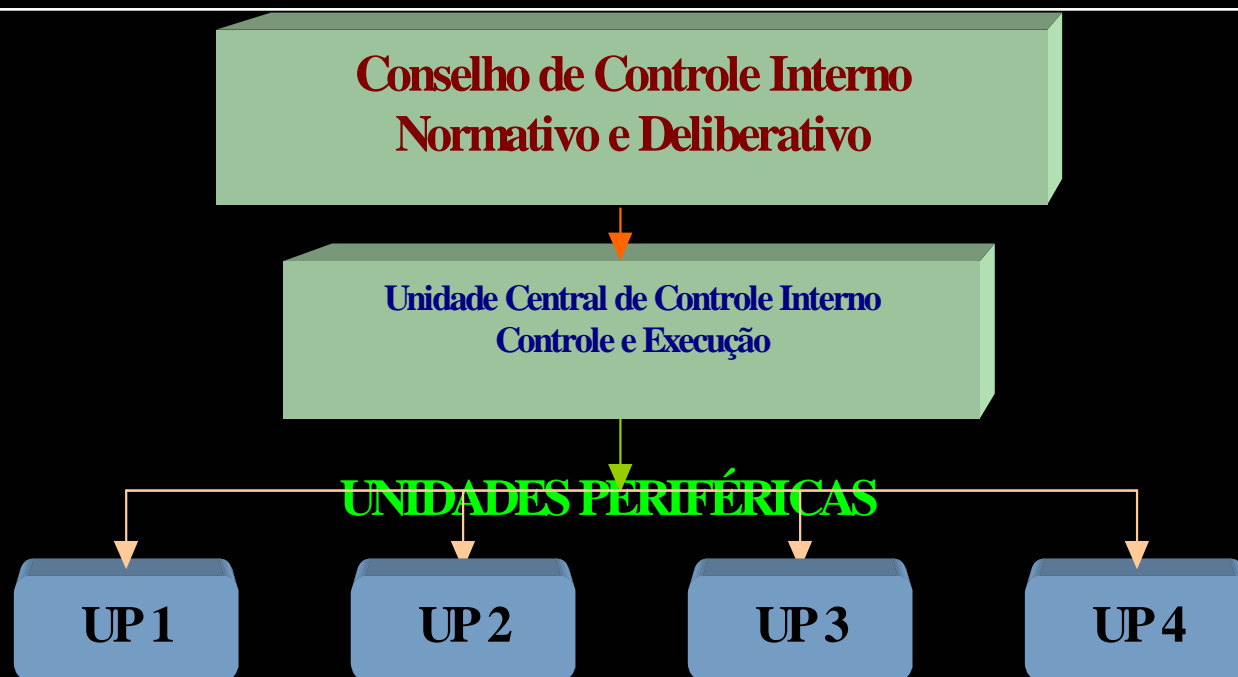 Conselho de Controle Interno
Normativo e Deliberativo
Unidade Central de Controle Interno
Controle e Execução
UNIDADES PERIFÉRICAS
UP 1
UP 2
UP 3
UP 4